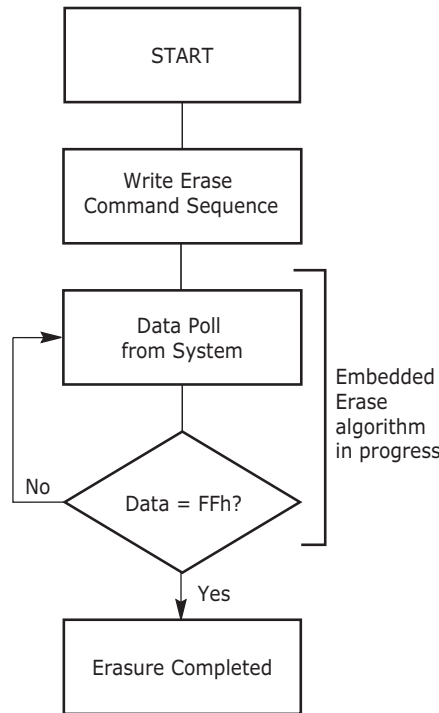 START
Write Erase
Command Sequence
Data Poll
from System
Embedded
Erase
algorithm
in progress
No
Data = FFh?
Yes
Erasure Completed